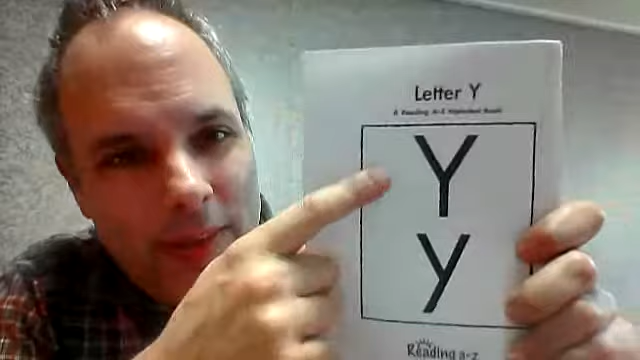 Letter Y
A Reading A–Z Alphabet Book
Y
y
Reading a-z